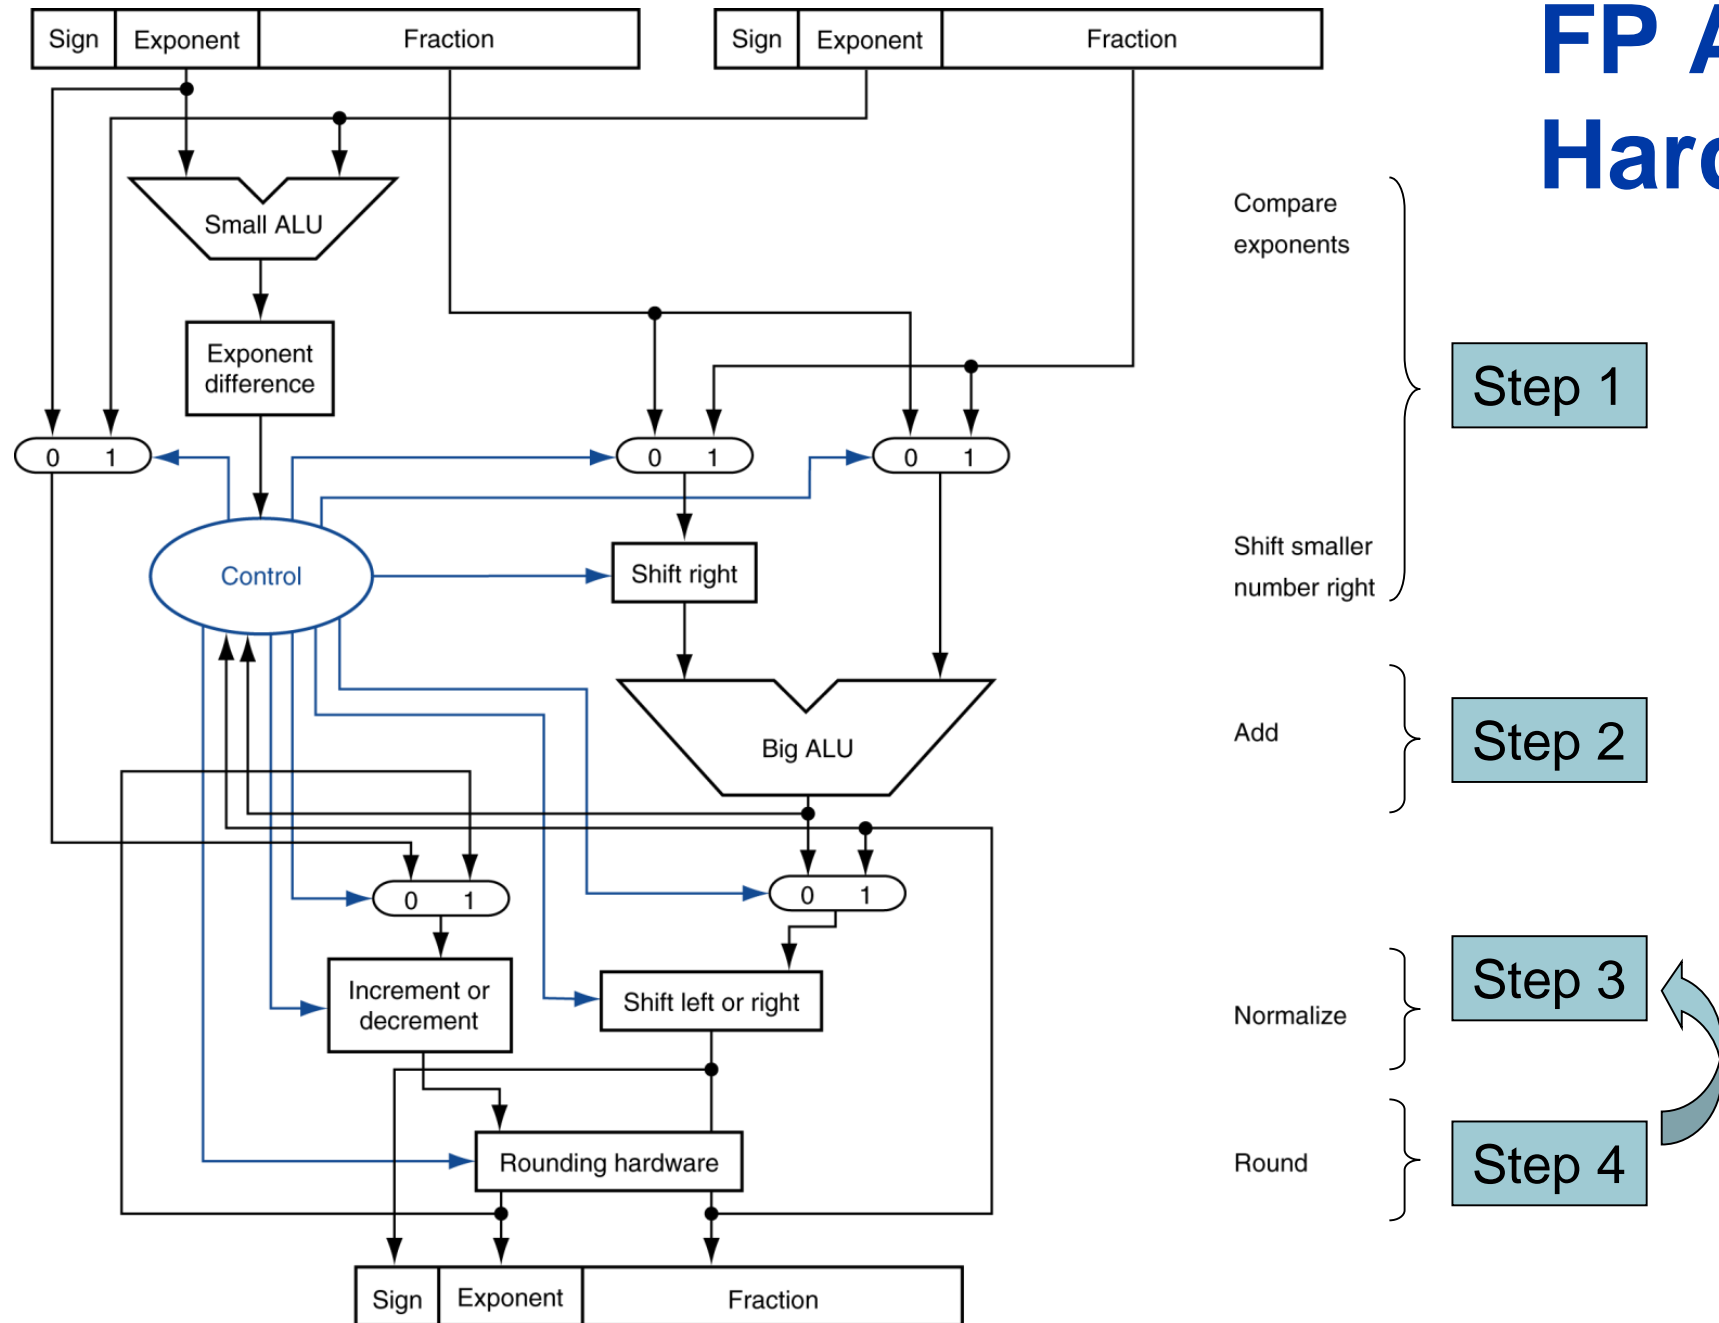 Sign Exponent Fraction
Sign Exponent Fraction
FP
Compare
exponents
Small ALU
Exponent
difference
Step 1
0 1
0 1
0 1
Shift smaller
number right
Control
Shift right
Add
Step 2
Big ALU
0 1
0 1
Increment or
decrement
Shift left or right
Normalize
Step 3
Rounding hardware
Round
Step 4
Sign Exponent Fraction